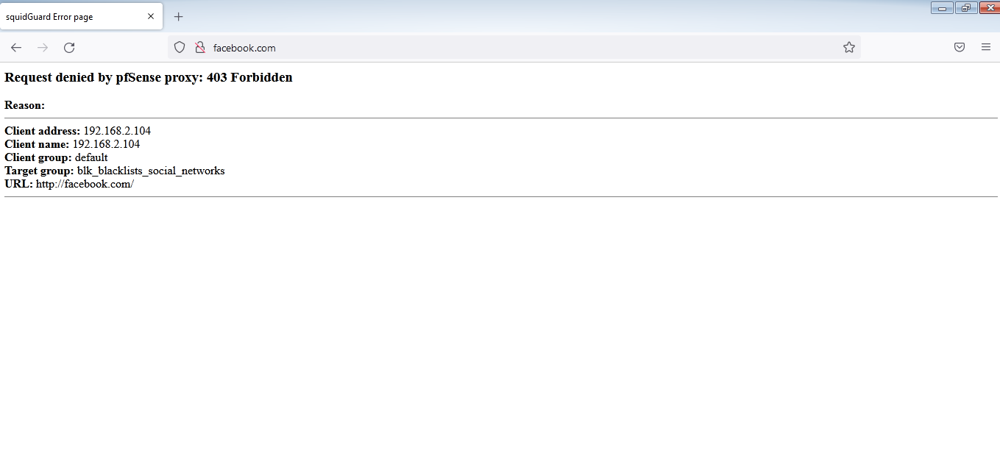 squidGuard Error page
facebook.com
Request denied by pfSense proxy: 403 Forbidden
Reason:
Client address: 192.168.2.104
Client name: 192.168.2.104
Client group: default
Target group: blk_blacklists_social_networks
URL: http://facebook.com/